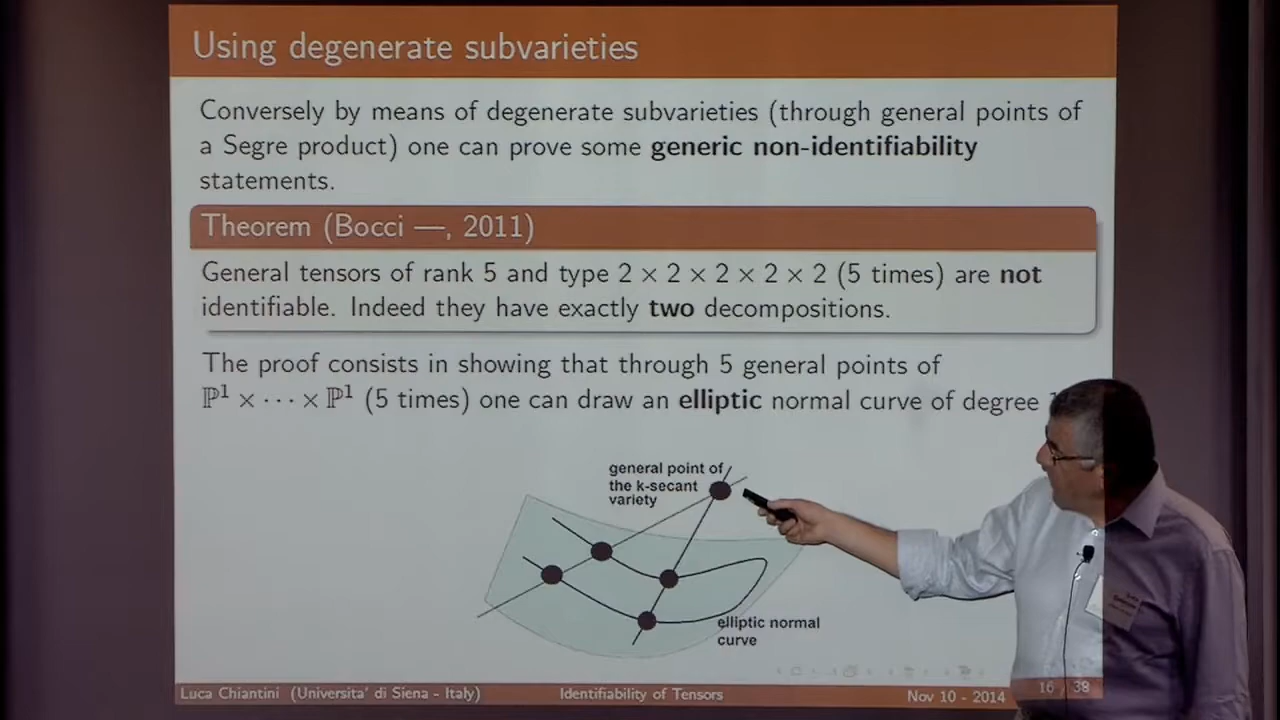 Using degenerate subvarieties
Conversely by means of degenerate subvarieties (through general points of
a Segre product) one can prove some generic non-identifiability
statements.
Theorem (Bocci —, 2011)
General tensors of rank 5 and type 2 × 2 × 2 × 2 × 2 (5 times) are not
identifiable. Indeed they have exactly two decompositions.
The proof consists in showing that through 5 general points of
ℙ¹ × ⋯ × ℙ¹ (5 times) one can draw an elliptic normal curve of degree
general point of
the k-secant
variety
elliptic normal
curve
Luca Chiantini (Universita' di Siena - Italy) Identifiability of Tensors Nov 10 - 2014 16 / 38